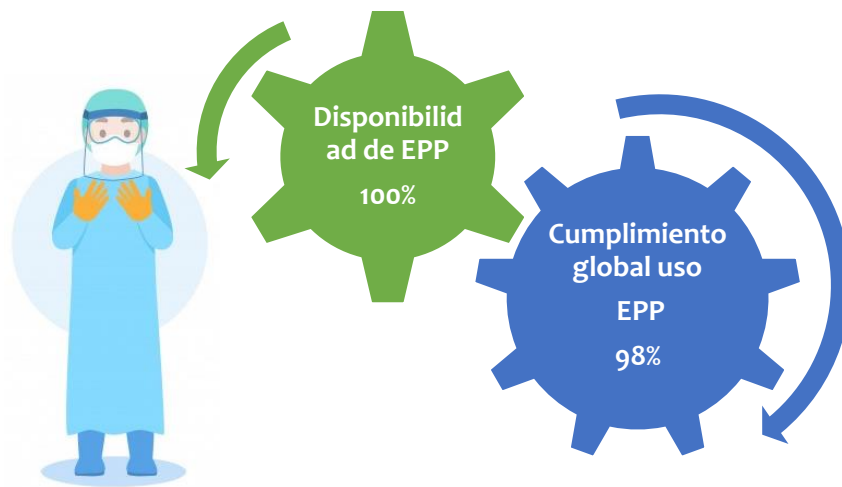 Disponibilid
ad de EPP
100%
Cumplimiento
global uso
EPP
98%